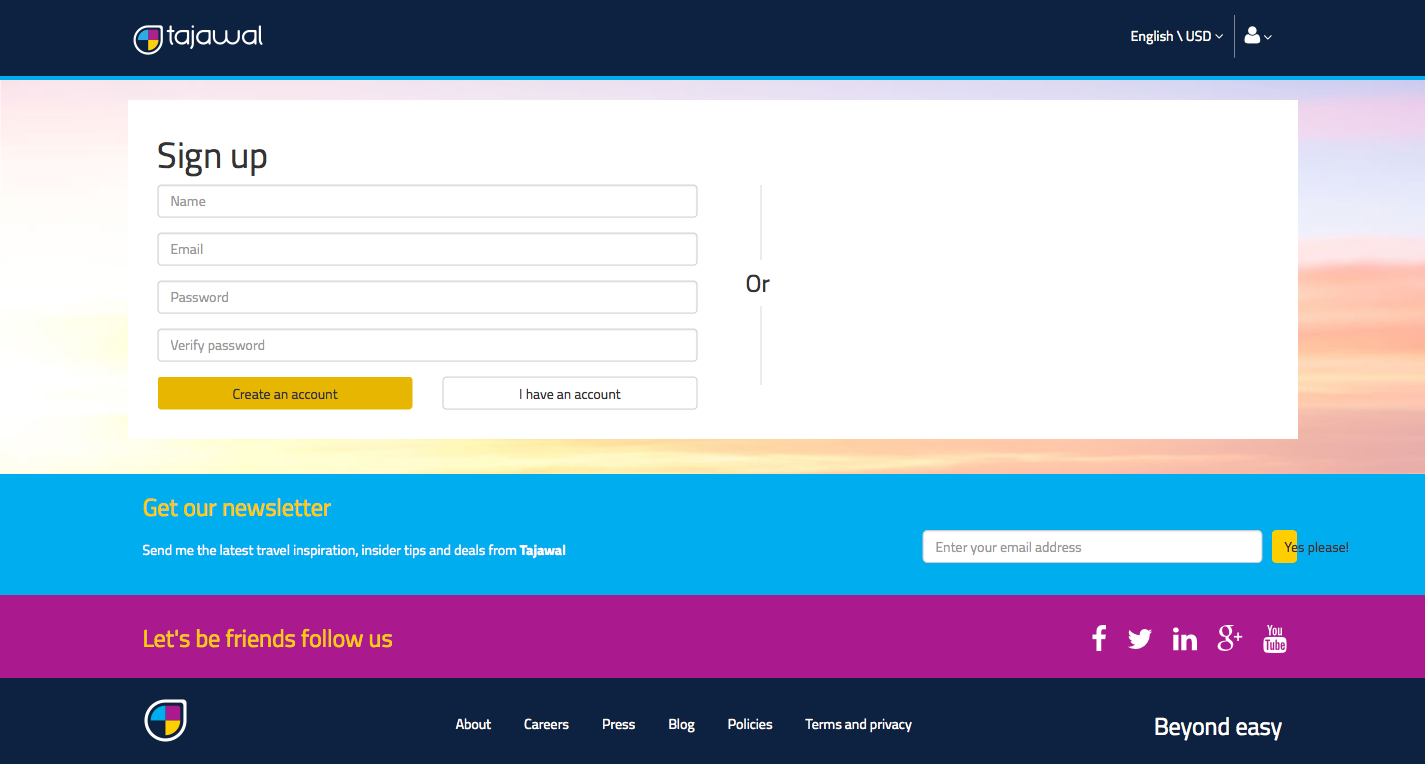 tajawal
English \ USD
Sign up
Name
Email
Password
Verify password
Create an account
I have an account
Or
Get our newsletter
Send me the latest travel inspiration, insider tips and deals from Tajawal
Enter your email address
Yes please!
Let's be friends follow us
You
Tube
About
Careers
Press
Blog
Policies
Terms and privacy
Beyond easy